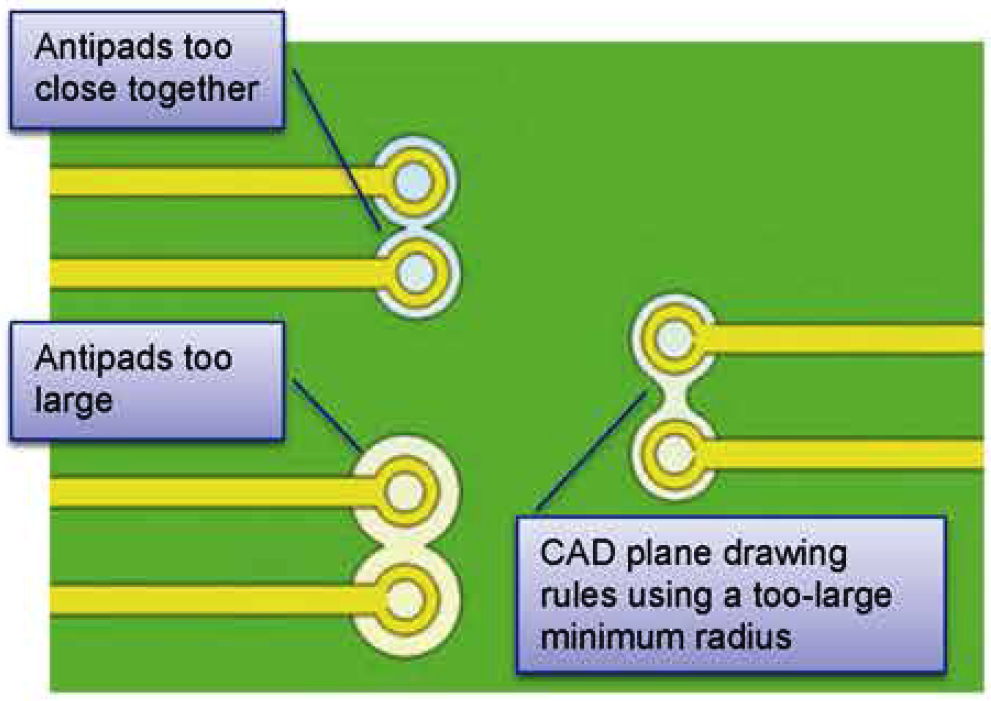 Antipads too
close together
Antipads too
large
CAD plane drawing
rules using a too-large
minimum radius